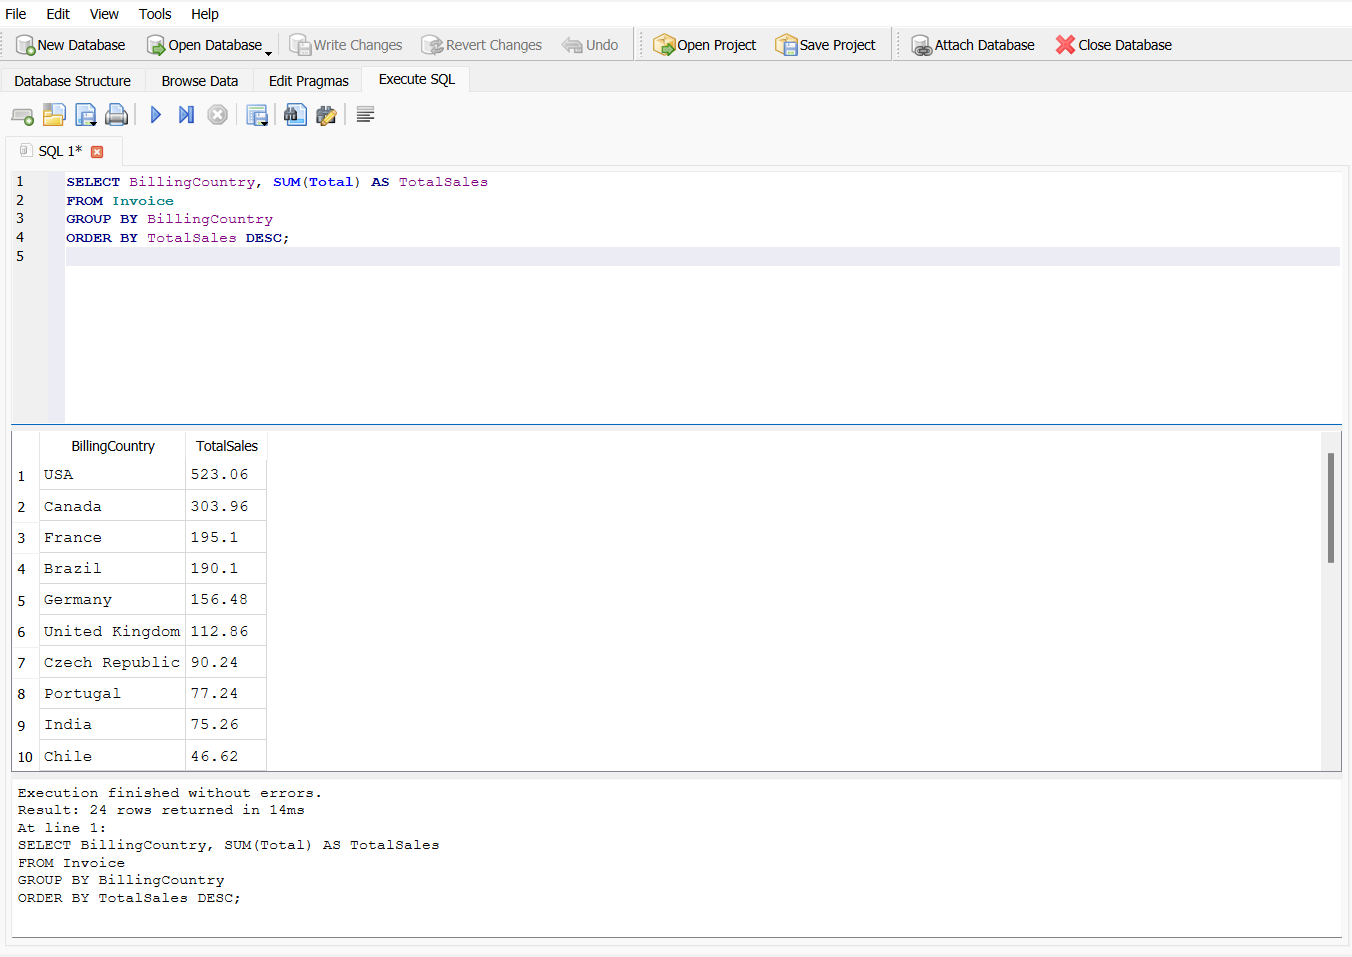 File Edit View Tools Help
New Database Open Database Write Changes Revert Changes Undo Open Project Save Project Attach Database Close Database
Database Structure Browse Data Edit Pragmas Execute SQL
SQL 1*
1 SELECT BillingCountry, SUM(Total) AS TotalSales
2 FROM Invoice
3 GROUP BY BillingCountry
4 ORDER BY TotalSales DESC;
5
BillingCountry TotalSales
1 USA 523.06
2 Canada 303.96
3 France 195.1
4 Brazil 190.1
5 Germany 156.48
6 United Kingdom 112.86
7 Czech Republic 90.24
8 Portugal 77.24
9 India 75.26
10 Chile 46.62
Execution finished without errors.
Result: 24 rows returned in 14ms
At line 1:
SELECT BillingCountry, SUM(Total) AS TotalSales
FROM Invoice
GROUP BY BillingCountry
ORDER BY TotalSales DESC;